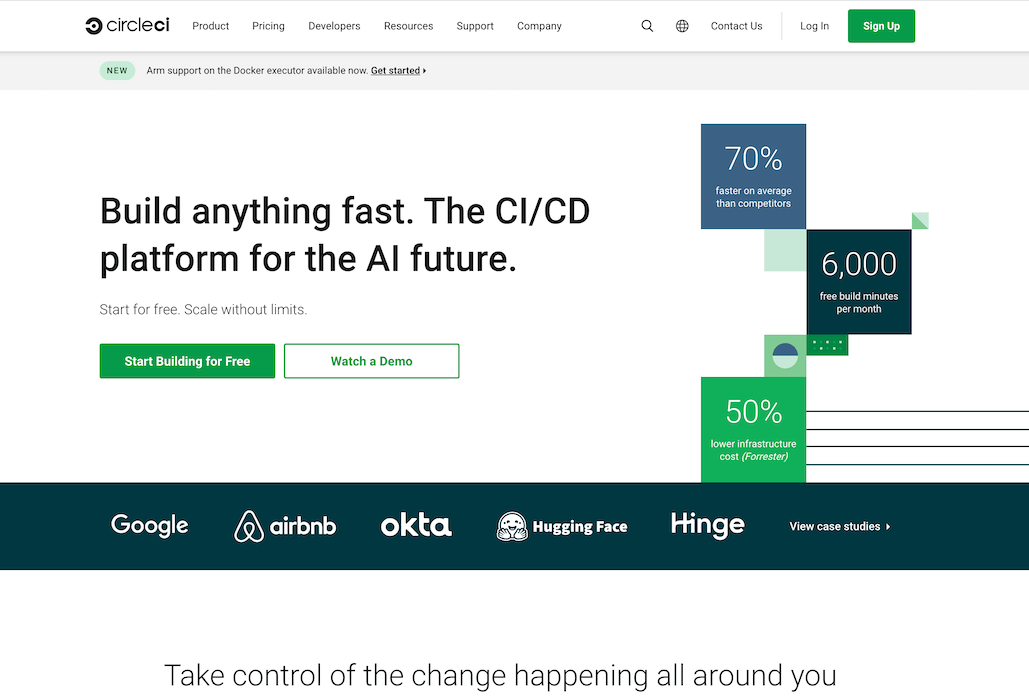 circleci Product Pricing Developers Resources Support Company Contact Us Log In Sign Up
NEW Arm support on the Docker executor available now. Get started
Build anything fast. The CI/CD
platform for the AI future.
Start for free. Scale without limits.
Start Building for Free Watch a Demo
70%
faster on average
than competitors
6,000
free build minutes
per month
50%
lower infrastructure
cost (Forrester)
Google airbnb okta Hugging Face Hinge View case studies
Take control of the change happening all around you